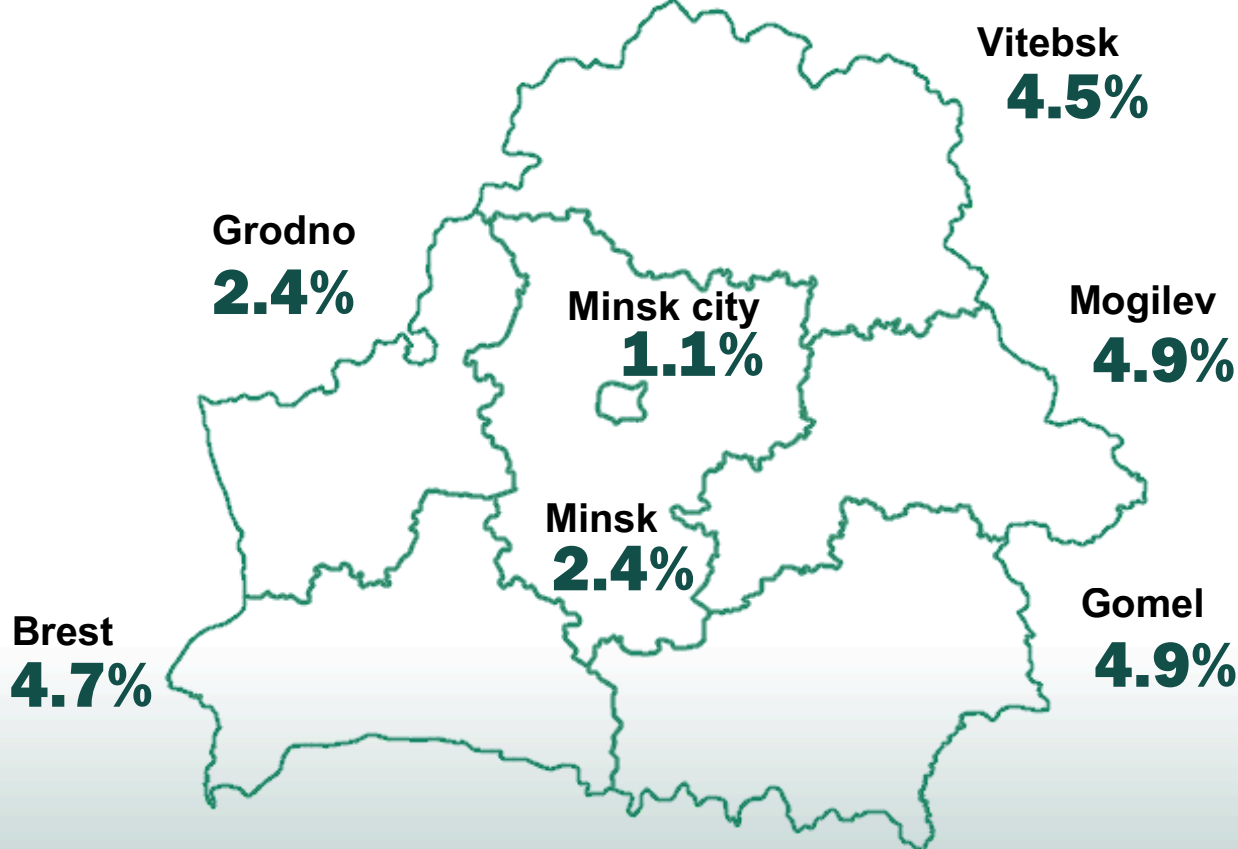 Vitebsk
4.5%
Grodno
2.4%
Minsk city
1.1%
Mogilev
4.9%
Minsk
2.4%
Gomel
4.9%
Brest
4.7%